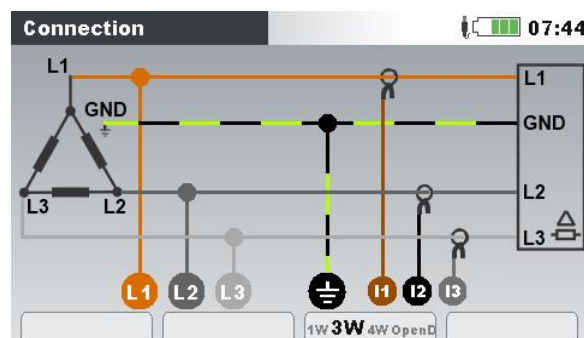 Connection 07:44
L1 L1
GND GND
L3 L2 L2
L3
L1 L2 L3 I1 I2 I3
1W 3W 4W OpenD